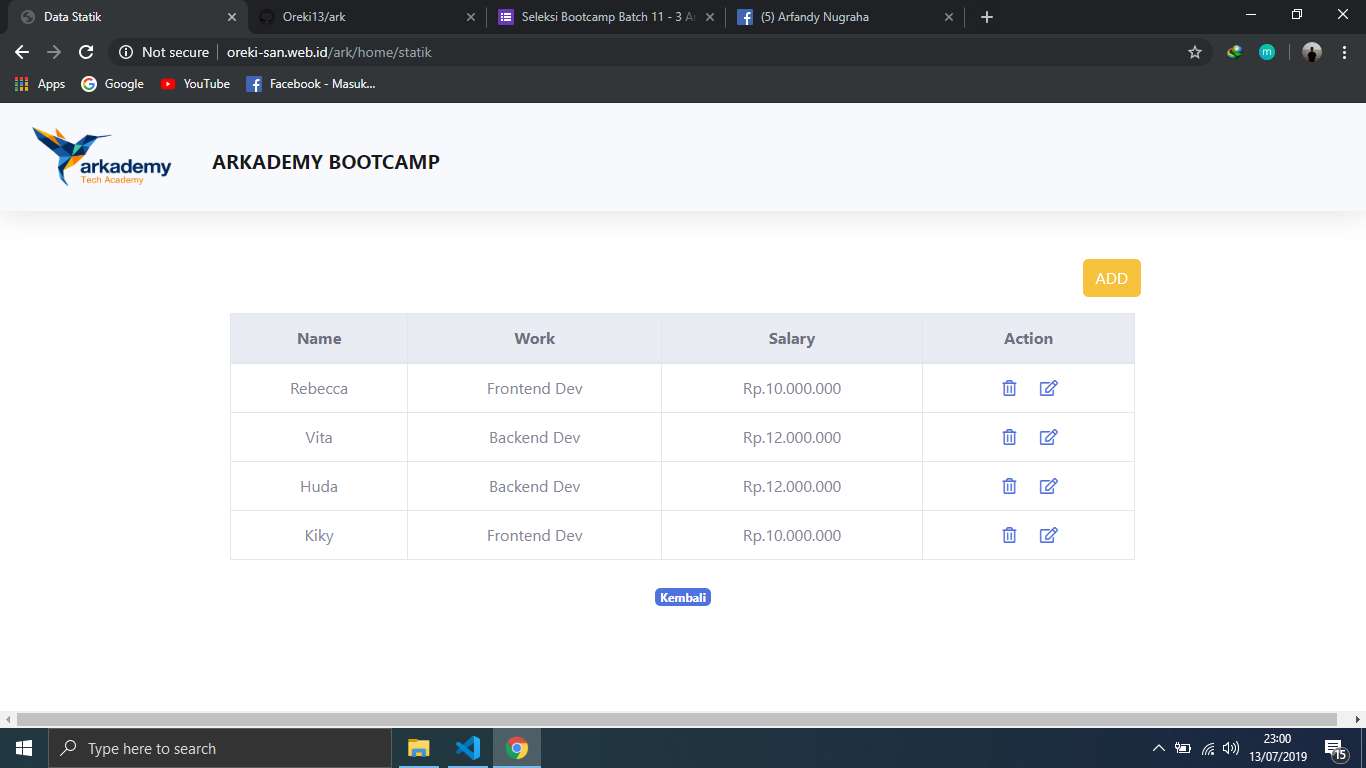 Data Statik
Oreki13/ark
Seleksi Bootcamp Batch 11 - 3 Ar
(5) Arfandy Nugraha
Not secure
oreki-san.web.id/ark/home/statik
m
Apps
Google
YouTube
Facebook - Masuk...
arkademy
Tech Academy
ARKADEMY BOOTCAMP
ADD
Name Work Salary Action
Rebecca Frontend Dev Rp.10.000.000
Vita Backend Dev Rp.12.000.000
Huda Backend Dev Rp.12.000.000
Kiky Frontend Dev Rp.10.000.000
Kembali
Type here to search
23:00
13/07/2019
15